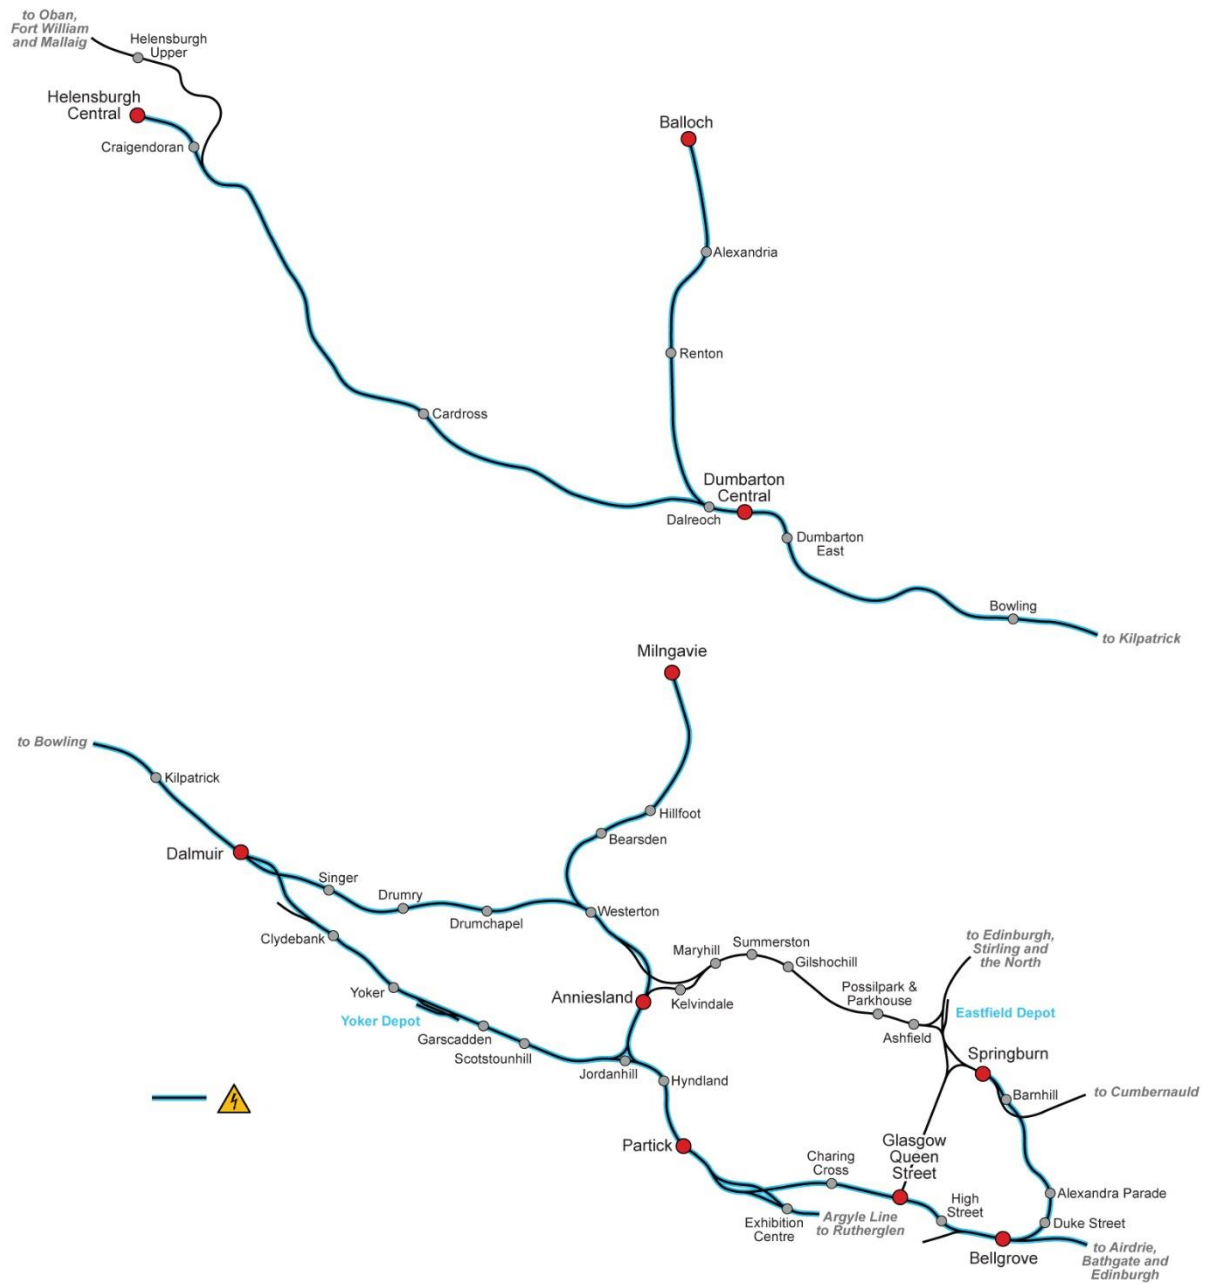 to Oban,
Fort William
and Mallaig
Helensburgh
Upper
Helensburgh
Central
Craigendoran
Balloch
Alexandria
Renton
Cardross
Dumbarton
Central
Dalreoch
Dumbarton
East
Bowling
to Kilpatrick
Milngavie
to Bowling
Kilpatrick
Hillfoot
Bearsden
Dalmuir
Singer
Drumry
Drumchapel
Westerton
Clydebank
Maryhill
Summerston
Gilshochill
to Edinburgh,
Stirling and
the North
Yoker
Anniesland
Kelvindale
Possilpark &
Parkhouse
Ashfield
Eastfield Depot
Yoker Depot
Garscadden
Scotstounhill
Jordanhill
Hyndland
Springburn
Barnhill
to Cumbernauld
Partick
Charing
Cross
Glasgow
Queen
Street
Exhibition
Centre
Argyle Line
to Rutherglen
High
Street
Alexandra Parade
Duke Street
Bellgrove
to Airdrie,
Bathgate and
Edinburgh